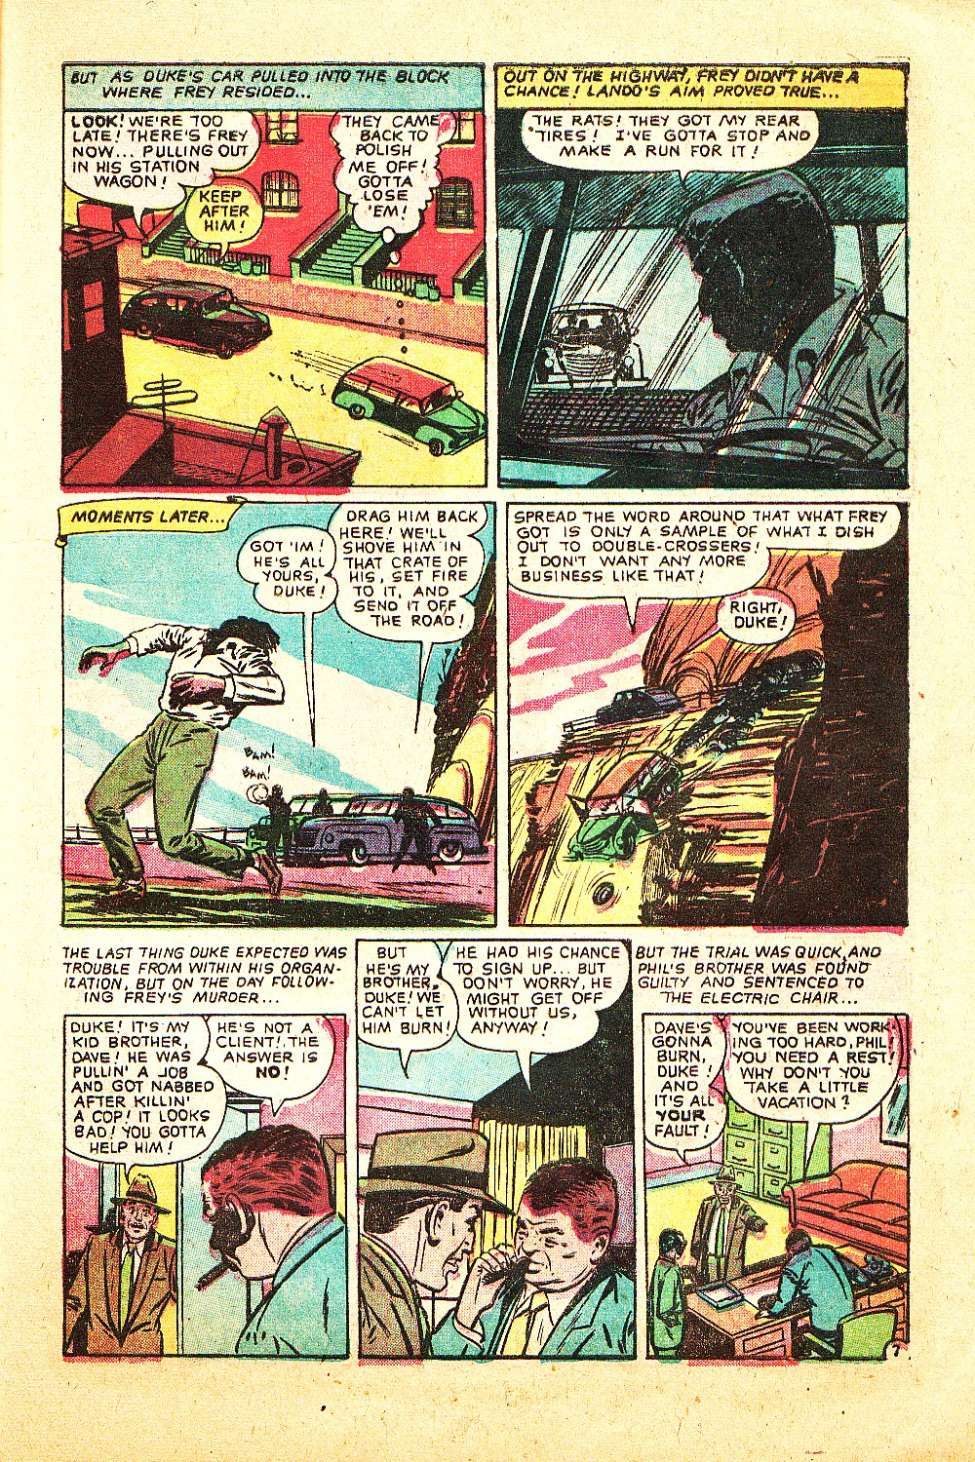 BUT AS DUKE'S CAR PULLED INTO THE BLOCK
WHERE FREY RESIDED...
LOOK! WE'RE TOO
LATE! THERE'S FREY
NOW... PULLING OUT
IN HIS STATION
WAGON!
KEEP
AFTER
HIM!
THEY CAME
BACK TO
POLISH
ME OFF!
GOTTA
LOSE
'EM!
OUT ON THE HIGHWAY, FREY DIDN'T HAVE A
CHANCE! LANDO'S AIM PROVED TRUE...
THE RATS! THEY GOT MY REAR
TIRES! I'VE GOTTA STOP AND
MAKE A RUN FOR IT!
MOMENTS LATER...
GOT 'IM!
HE'S ALL
YOURS,
DUKE!
DRAG HIM BACK
HERE! WE'LL
SHOVE HIM IN
THAT CRATE OF
HIS, SET FIRE
TO IT, AND
SEND IT OFF
THE ROAD!
BAM!
BAM!
SPREAD THE WORD AROUND THAT WHAT FREY
GOT IS ONLY A SAMPLE OF WHAT I DISH
OUT TO DOUBLE-CROSSERS!
I DON'T WANT ANY MORE
BUSINESS LIKE THAT!
RIGHT,
DUKE!
THE LAST THING DUKE EXPECTED WAS
TROUBLE FROM WITHIN HIS ORGAN-
IZATION, BUT ON THE DAY FOLLOW-
ING FREY'S MURDER...
DUKE! IT'S MY
KID BROTHER,
DAVE! HE WAS
PULLIN' A JOB
AND GOT NABBED
AFTER KILLIN'
A COP! IT LOOKS
BAD! YOU GOTTA
HELP HIM!
HE'S NOT A
CLIENT! THE
ANSWER IS
NO!
BUT
HE'S MY
BROTHER,
DUKE! WE
CAN'T LET
HIM BURN!
HE HAD HIS CHANCE
TO SIGN UP... BUT
DON'T WORRY, HE
MIGHT GET OFF
WITHOUT US,
ANYWAY!
BUT THE TRIAL WAS QUICK, AND
PHIL'S BROTHER WAS FOUND
GUILTY AND SENTENCED TO
THE ELECTRIC CHAIR...
DAVE'S
GONNA
BURN,
DUKE!
AND
IT'S ALL
YOUR
FAULT!
YOU'VE BEEN WORK-
ING TOO HARD, PHIL!
YOU NEED A REST!
WHY DON'T YOU
TAKE A LITTLE
VACATION?
7